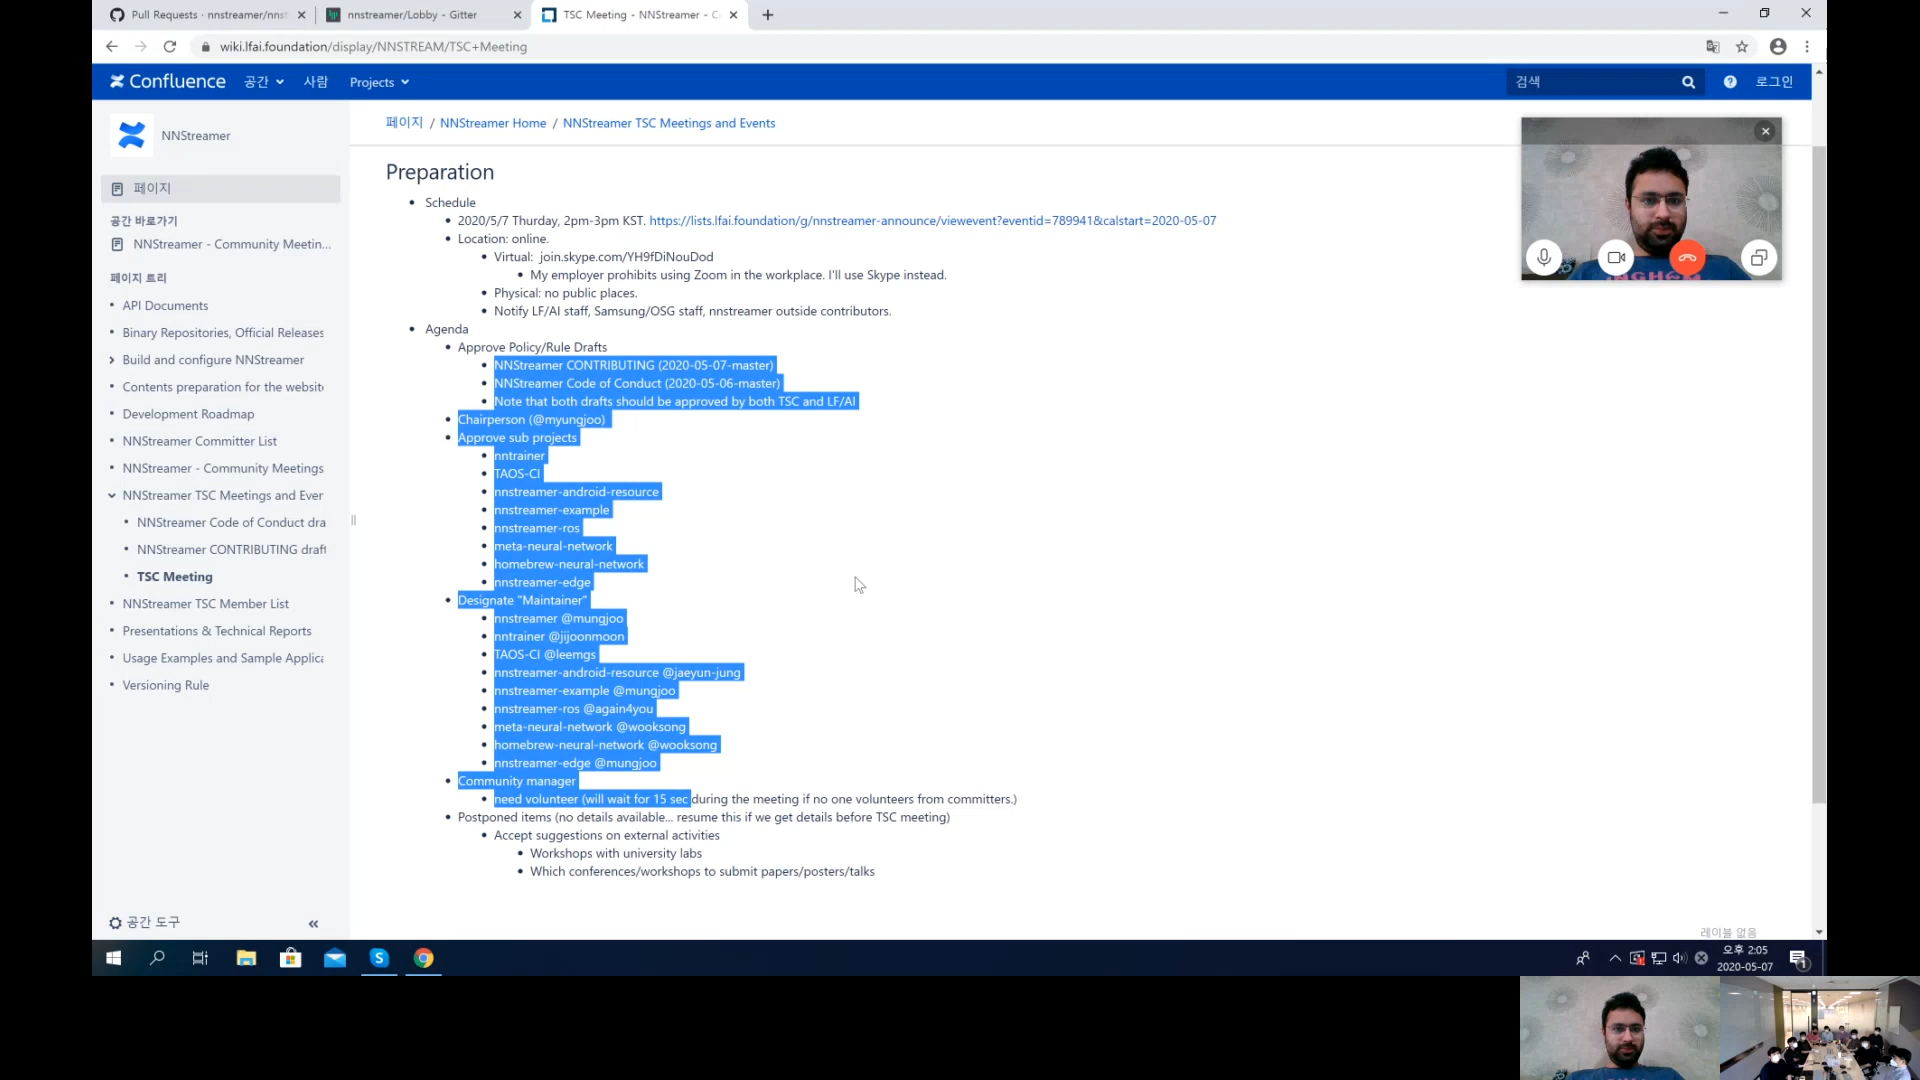 Pull Requests · nnstreamer/nnst
nnstreamer/Lobby - Gitter
TSC Meeting - NNStreamer - C
wiki.lfai.foundation/display/NNSTREAM/TSC+Meeting
Confluence
공간
사람
Projects
검색
로그인
NNStreamer
페이지
공간 바로가기
NNStreamer - Community Meetin...
페이지 트리
API Documents
Binary Repositories, Official Releases
Build and configure NNStreamer
Contents preparation for the website
Development Roadmap
NNStreamer Committer List
NNStreamer - Community Meetings
NNStreamer TSC Meetings and Ever
NNStreamer Code of Conduct dra
NNStreamer CONTRIBUTING draft
TSC Meeting
NNStreamer TSC Member List
Presentations & Technical Reports
Usage Examples and Sample Applica
Versioning Rule
공간 도구
페이지 / NNStreamer Home / NNStreamer TSC Meetings and Events
Preparation
Schedule
2020/5/7 Thurday, 2pm-3pm KST. https://lists.lfai.foundation/g/nnstreamer-announce/viewevent?eventid=789941&calstart=2020-05-07
Location: online.
Virtual: join.skype.com/YH9fDiNouDod
My employer prohibits using Zoom in the workplace. I'll use Skype instead.
Physical: no public places.
Notify LF/AI staff, Samsung/OSG staff, nnstreamer outside contributors.
Agenda
Approve Policy/Rule Drafts
NNStreamer CONTRIBUTING (2020-05-07-master)
NNStreamer Code of Conduct (2020-05-06-master)
Note that both drafts should be approved by both TSC and LF/AI
Chairperson (@myungjoo)
Approve sub projects
nntrainer
TAOS-CI
nnstreamer-android-resource
nnstreamer-example
nnstreamer-ros
meta-neural-network
homebrew-neural-network
nnstreamer-edge
Designate "Maintainer"
nnstreamer @mungjoo
nntrainer @jijoonmoon
TAOS-CI @leemgs
nnstreamer-android-resource @jaeyun-jung
nnstreamer-example @mungjoo
nnstreamer-ros @again4you
meta-neural-network @wooksong
homebrew-neural-network @wooksong
nnstreamer-edge @mungjoo
Community manager
need volunteer (will wait for 15 sec during the meeting if no one volunteers from committers.)
Postponed items (no details available... resume this if we get details before TSC meeting)
Accept suggestions on external activities
Workshops with university labs
Which conferences/workshops to submit papers/posters/talks
레이블 없음
오후 2:05
2020-05-07